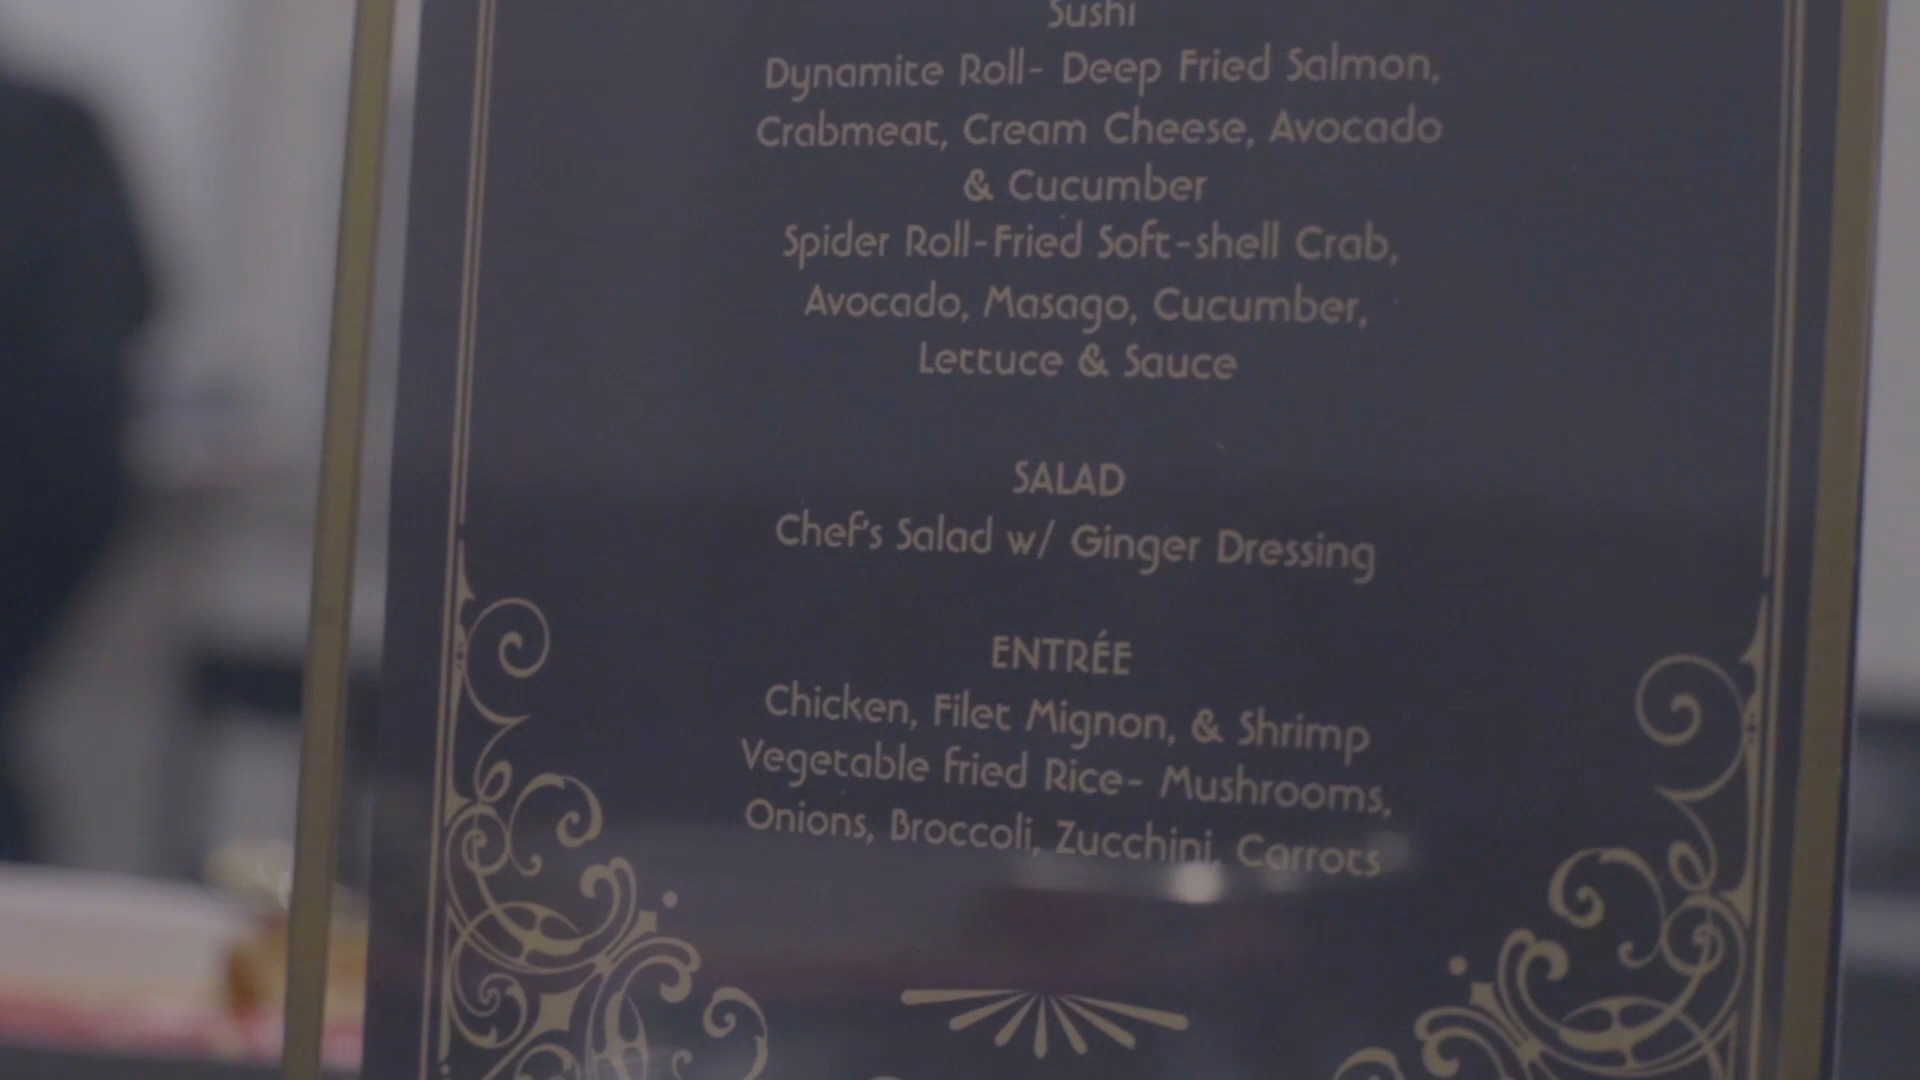 Sushi
Dynamite Roll- Deep Fried Salmon,
Crabmeat, Cream Cheese, Avocado
& Cucumber
Spider Roll-Fried Soft-shell Crab,
Avocado, Masago, Cucumber,
Lettuce & Sauce
SALAD
Chef's Salad w/ Ginger Dressing
ENTRÉE
Chicken, Filet Mignon, & Shrimp
Vegetable fried Rice- Mushrooms,
Onions, Broccoli, Zucchini, Carrots